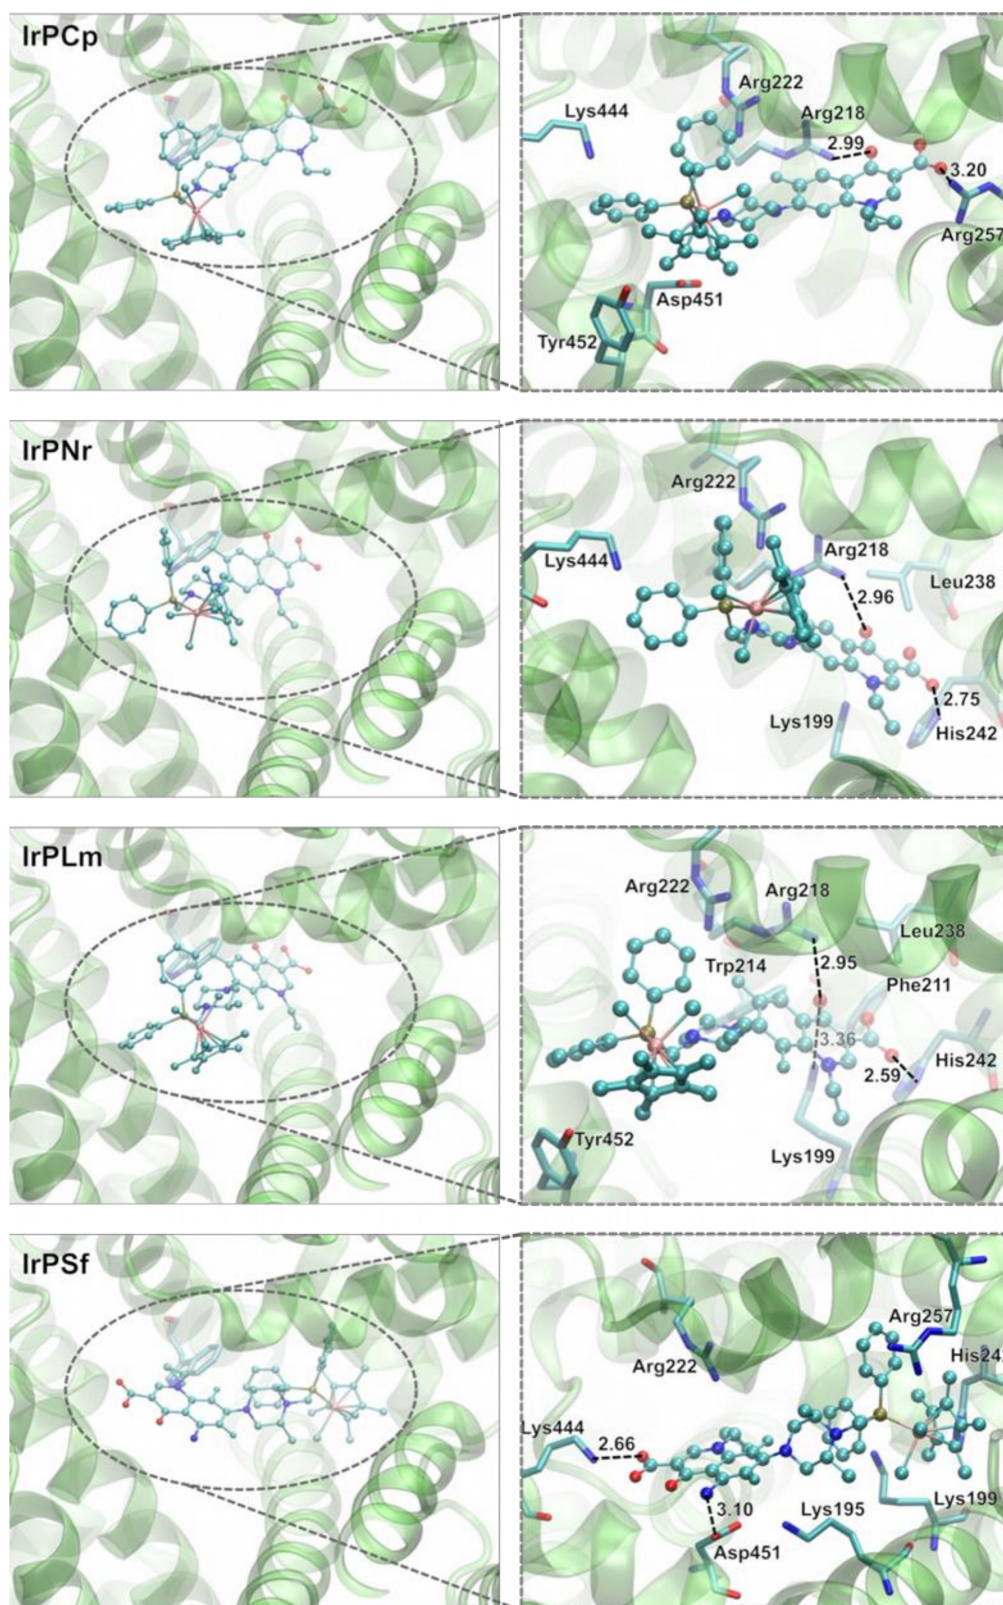 IrPCp
Arg222
Lys444
Arg218
2.99
3.20
Arg257
Asp451
Tyr452
IrPNr
Arg222
Arg218
Lys444
Leu238
2.96
2.75
Lys199
His242
IrPLm
Arg222
Arg218
Leu238
2.95
Trp214
Phe211
3.36
His242
2.59
Tyr452
Lys199
IrPSf
Arg257
His24
Arg222
Lys444
2.66
3.10
Lys195
Lys199
Asp451